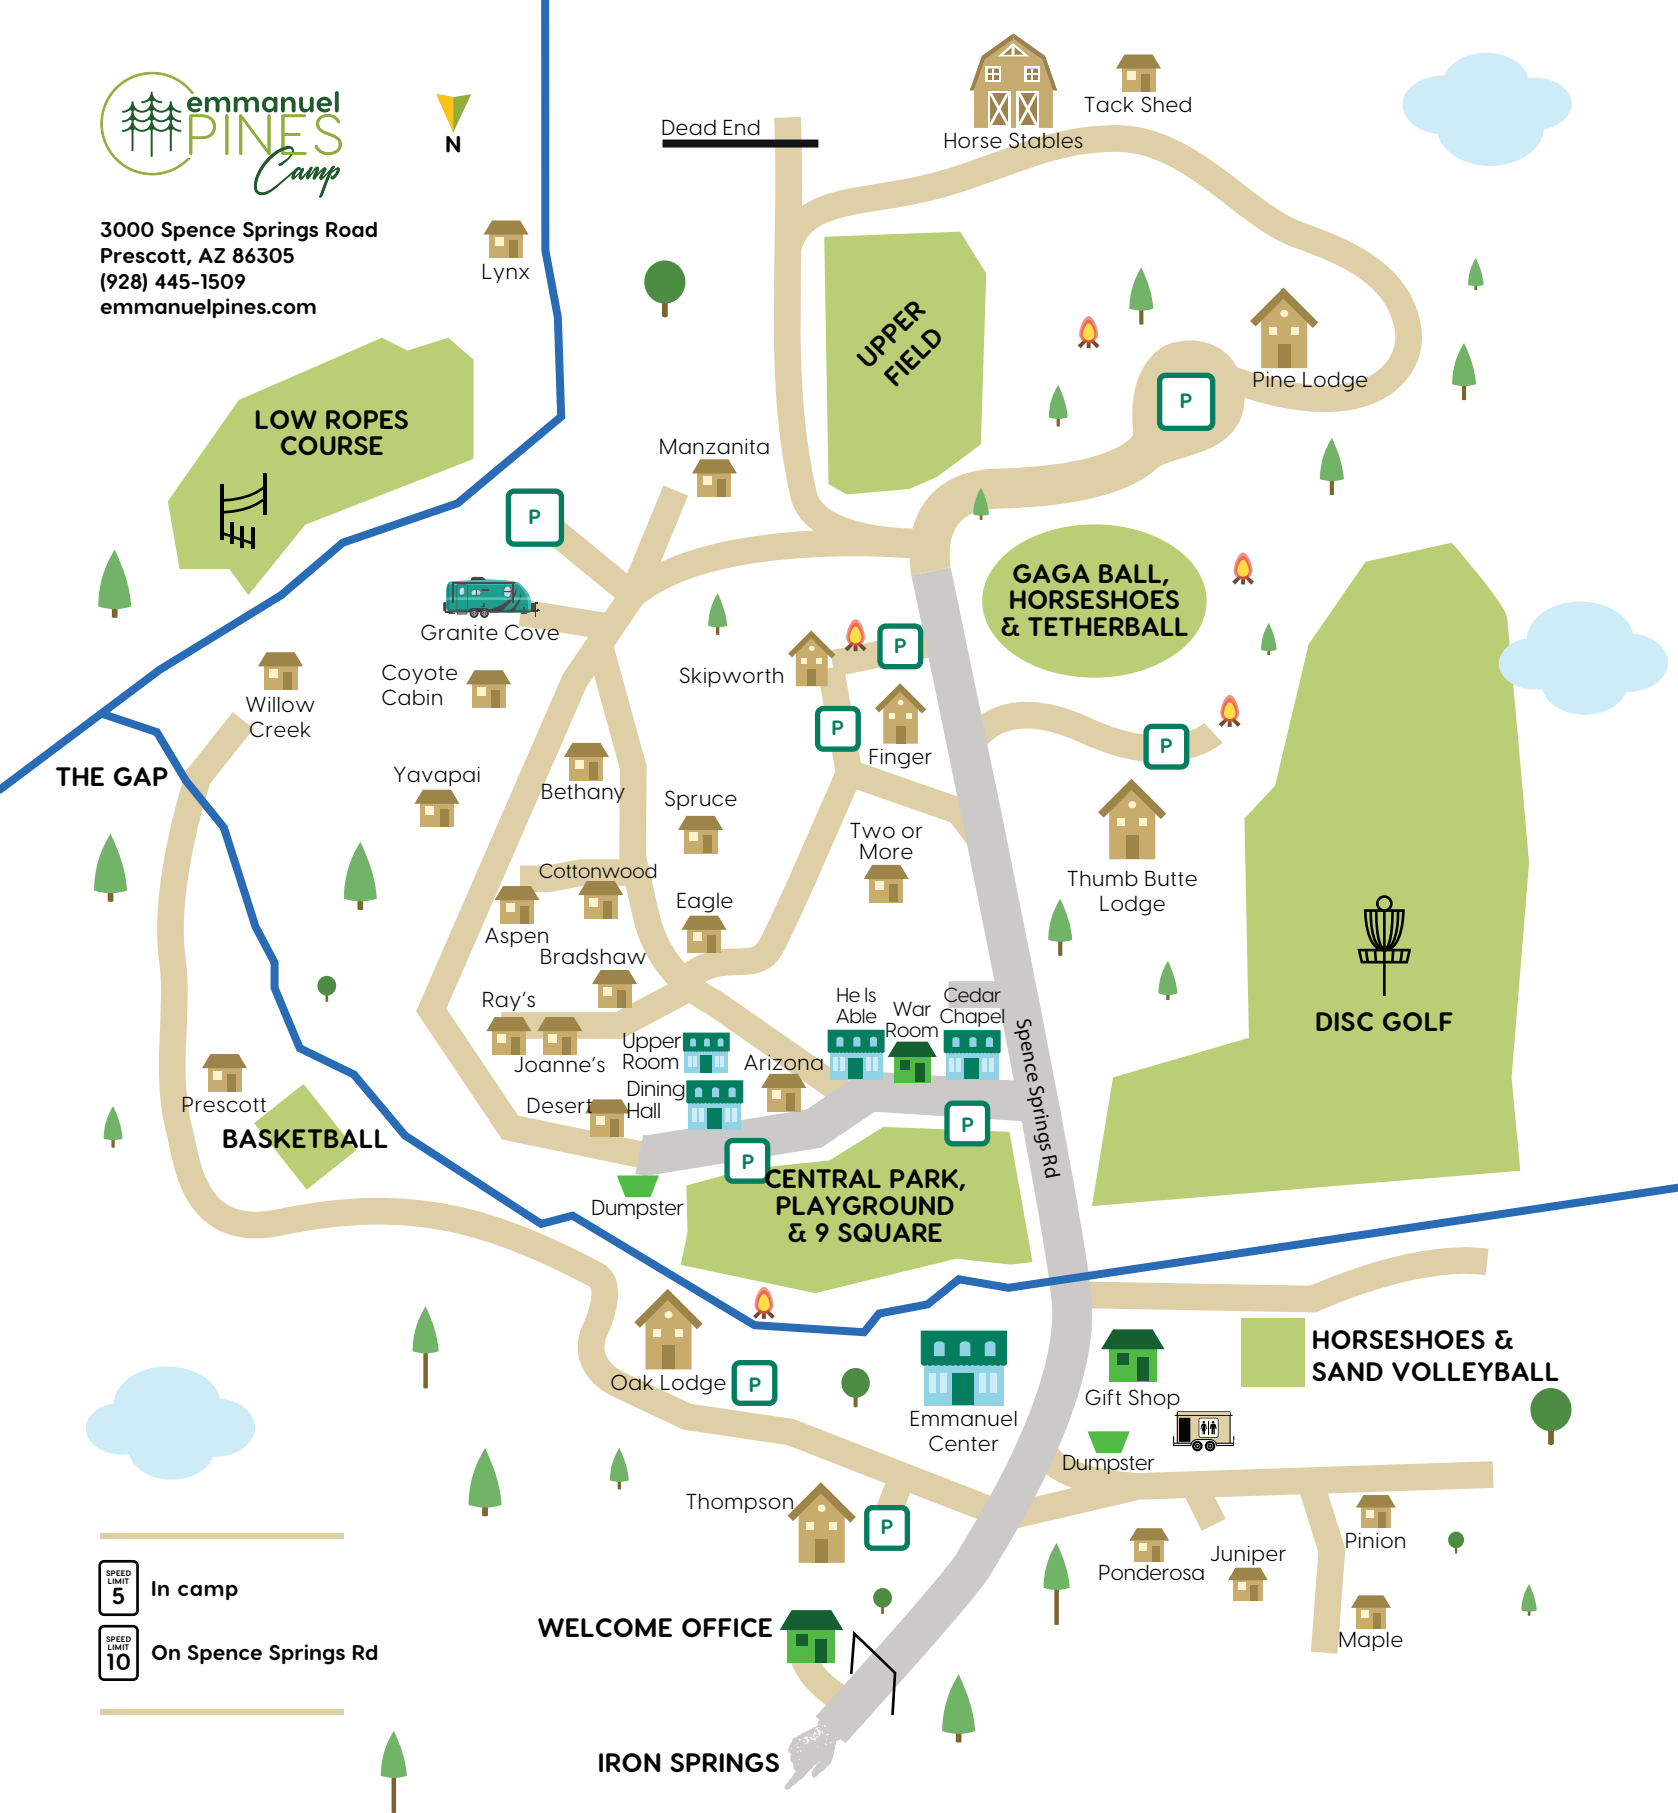 emmanuel
PINES
Camp
3000 Spence Springs Road
Prescott, AZ 86305
(928) 445-1509
emmanuelpines.com
N
Dead End
Horse Stables
Tack Shed
Lynx
UPPER
FIELD
Pine Lodge
P
LOW ROPES
COURSE
Manzanita
P
Granite Cove
GAGA BALL,
HORSESHOES
& TETHERBALL
Skipworth
P
Coyote
Cabin
Willow
Creek
P
Finger
P
THE GAP
Yavapai
Bethany
Spruce
Two or
More
Thumb Butte
Lodge
Cottonwood
Aspen
Eagle
Bradshaw
Ray's
Joanne's
Upper
Room
Dining
Hall
Arizona
He Is
Able
War
Room
Cedar
Chapel
Spence Springs Rd
DISC GOLF
Prescott
BASKETBALL
Desert
P
P
Dumpster
CENTRAL PARK,
PLAYGROUND
& 9 SQUARE
Oak Lodge
P
Emmanuel
Center
Gift Shop
HORSESHOES &
SAND VOLLEYBALL
Dumpster
Thompson
P
Ponderosa
Juniper
Pinion
Maple
SPEED
LIMIT
5
In camp
SPEED
LIMIT
10
On Spence Springs Rd
WELCOME OFFICE
IRON SPRINGS